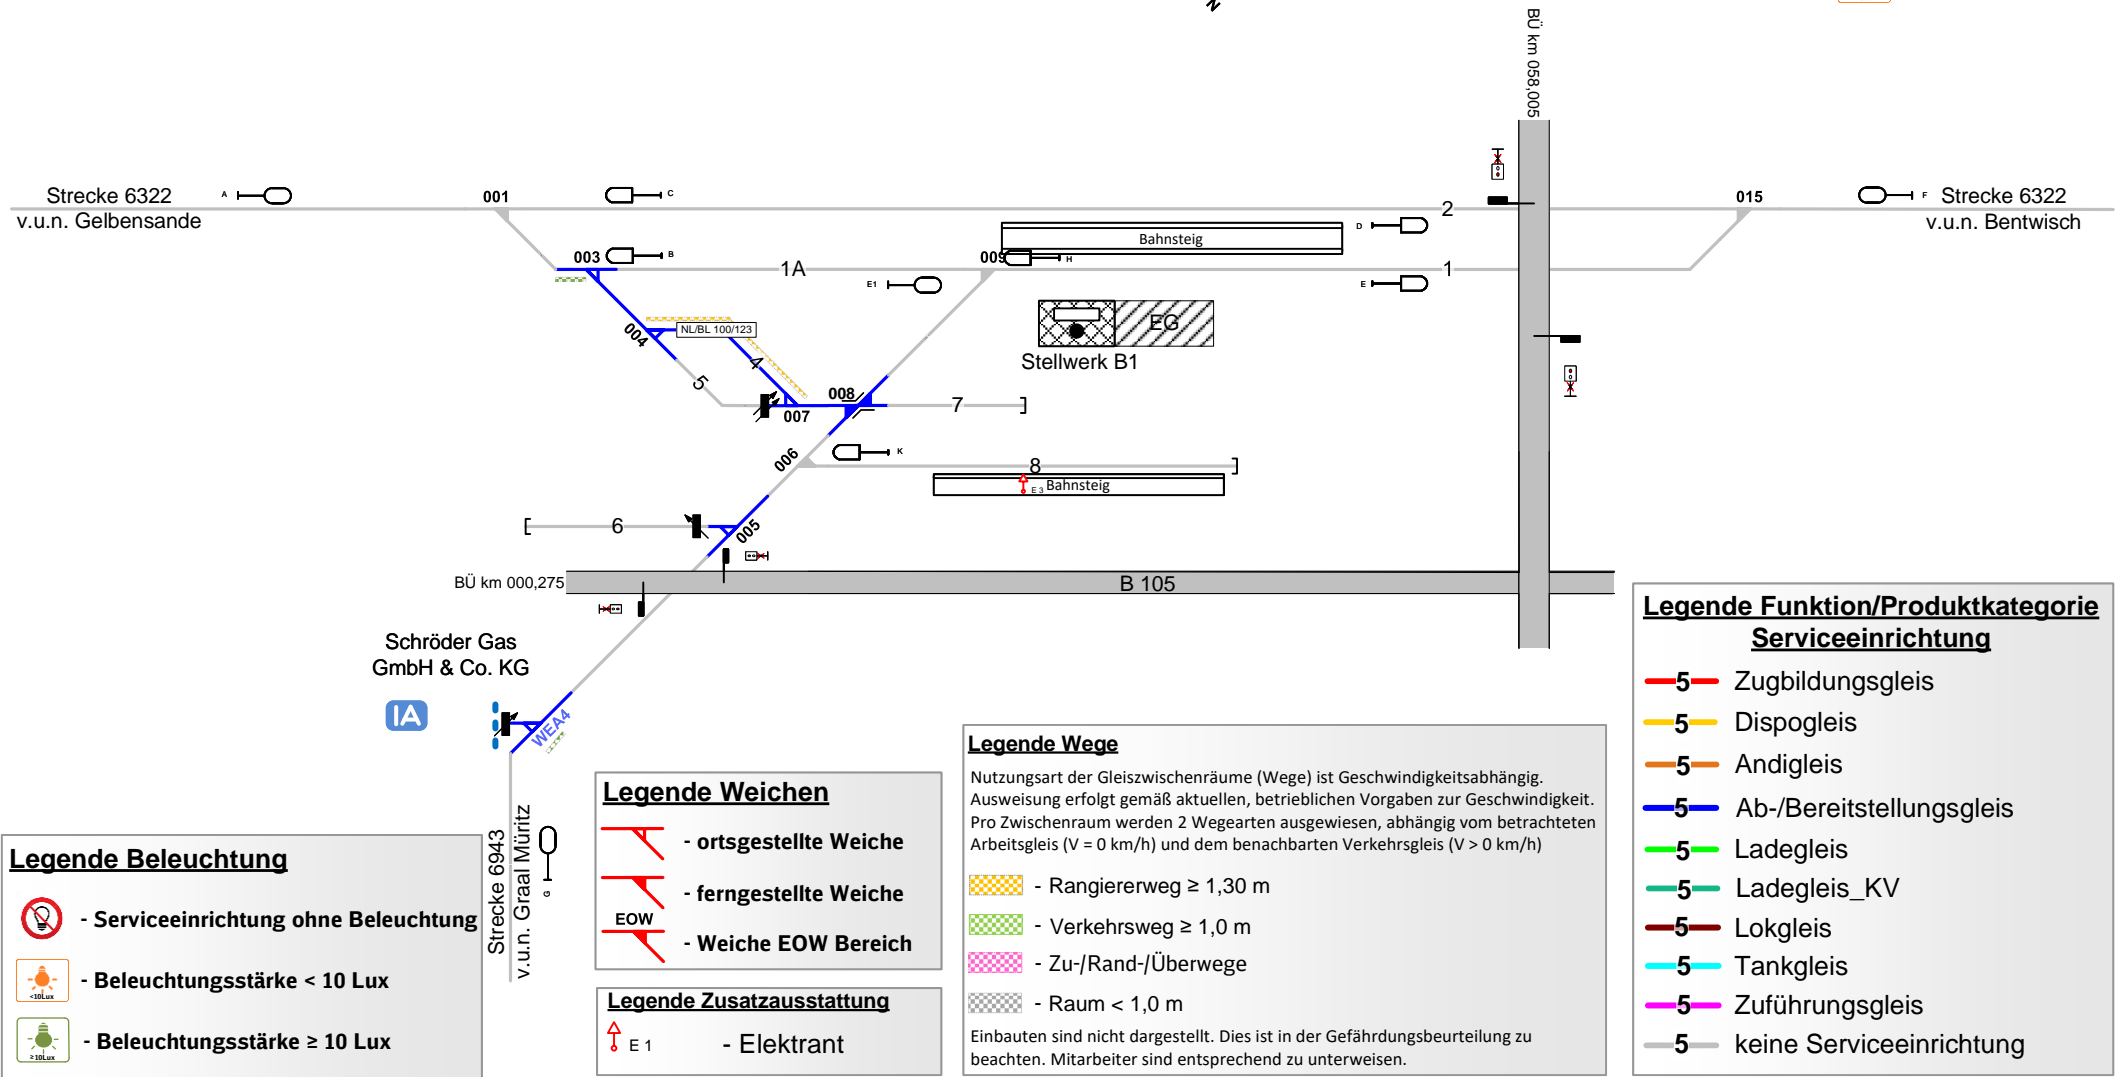 N
BÜ km 058,005
Strecke 6322
v.u.n. Gelbensande
A
001
C
2
015
F
Strecke 6322
v.u.n. Bentwisch
D
Bahnsteig
003
B
1A
009
H
1
E1
E
004
NL/BL 100/123
4
5
EG
Stellwerk B1
007
008
7
006
K
8
E 3
Bahnsteig
6
005
BÜ km 000,275
B 105
Schröder Gas
GmbH & Co. KG
IA
WEA4
Strecke 6943
v.u.n. Graal Müritz
G
Legende Beleuchtung
- Serviceeinrichtung ohne Beleuchtung
<10Lux
- Beleuchtungsstärke < 10 Lux
≥10Lux
- Beleuchtungsstärke ≥ 10 Lux
Legende Weichen
- ortsgestellte Weiche
- ferngestellte Weiche
EOW
- Weiche EOW Bereich
Legende Zusatzausstattung
E 1
- Elektrant
Legende Wege
Nutzungsart der Gleiszwischenräume (Wege) ist Geschwindigkeitsabhängig.
Ausweisung erfolgt gemäß aktuellen, betrieblichen Vorgaben zur Geschwindigkeit.
Pro Zwischenraum werden 2 Wegearten ausgewiesen, abhängig vom betrachteten
Arbeitsgleis (V = 0 km/h) und dem benachbarten Verkehrsgleis (V > 0 km/h)
- Rangiererweg ≥ 1,30 m
- Verkehrsweg ≥ 1,0 m
- Zu-/Rand-/Überwege
- Raum < 1,0 m
Einbauten sind nicht dargestellt. Dies ist in der Gefährdungsbeurteilung zu
beachten. Mitarbeiter sind entsprechend zu unterweisen.
Legende Funktion/Produktkategorie
Serviceeinrichtung
5 Zugbildungsgleis
5 Dispogleis
5 Andigleis
5 Ab-/Bereitstellungsgleis
5 Ladegleis
5 Ladegleis_KV
5 Lokgleis
5 Tankgleis
5 Zuführungsgleis
5 keine Serviceeinrichtung